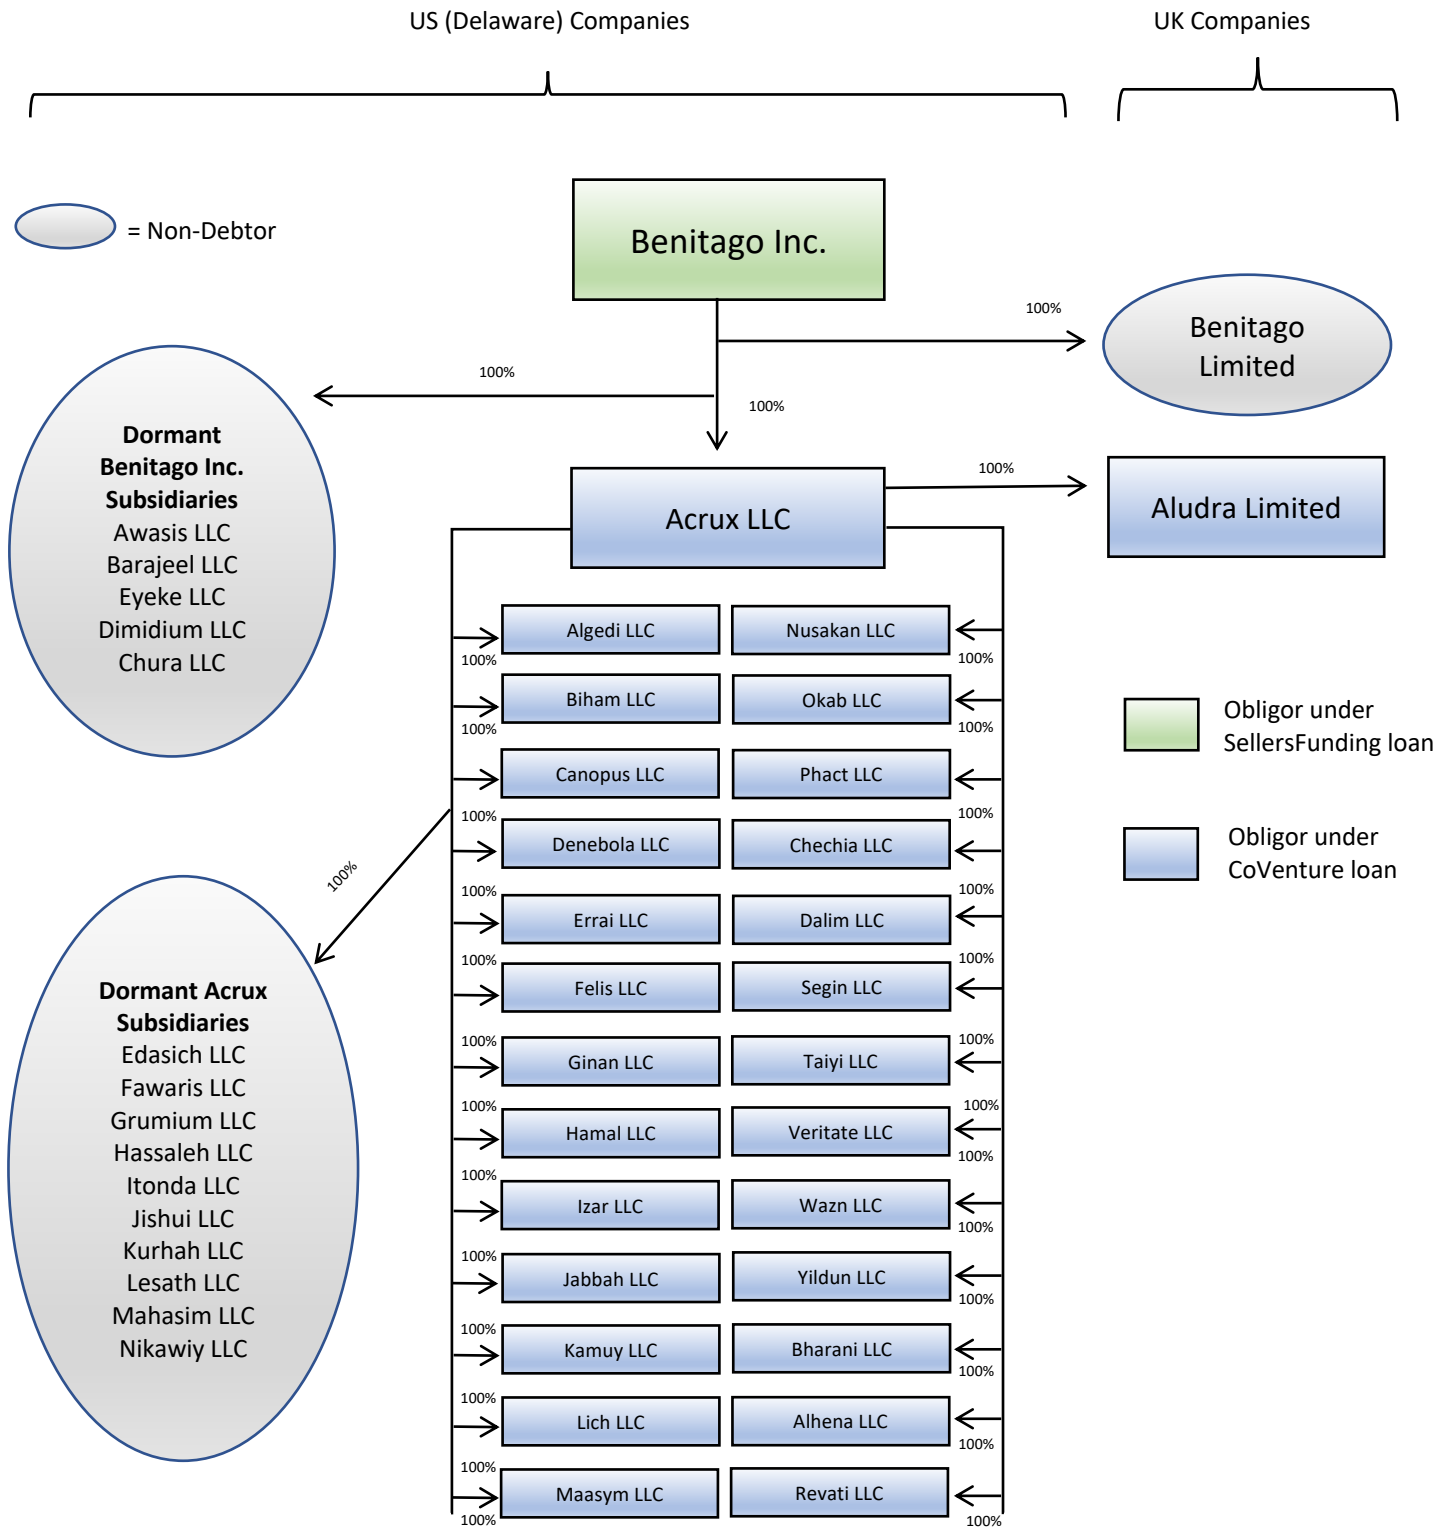 US (Delaware) Companies
UK Companies
= Non-Debtor
Benitago Inc.
100%
Benitago
Limited
100%
100%
Dormant
Benitago Inc.
Subsidiaries
Awasis LLC
Barajeel LLC
Eyeke LLC
Dimidium LLC
Chura LLC
Acrux LLC
100%
Aludra Limited
Algedi LLC
Nusakan LLC
100%
100%
Biham LLC
Okab LLC
100%
100%
Canopus LLC
Phact LLC
100%
100%
Denebola LLC
Chechia LLC
100%
100%
Errai LLC
Dalim LLC
100%
100%
Felis LLC
Segin LLC
100%
100%
Ginan LLC
Taiyi LLC
100%
100%
Hamal LLC
Veritate LLC
100%
100%
Izar LLC
Wazn LLC
100%
100%
Jabbah LLC
Yildun LLC
100%
100%
Kamuy LLC
Bharani LLC
100%
100%
Lich LLC
Alhena LLC
100%
100%
Maasym LLC
Revati LLC
100%
100%
Obligor under
SellersFunding loan
Obligor under
CoVenture loan
100%
Dormant Acrux
Subsidiaries
Edasich LLC
Fawaris LLC
Grumium LLC
Hassaleh LLC
Itonda LLC
Jishui LLC
Kurhah LLC
Lesath LLC
Mahasim LLC
Nikawiy LLC